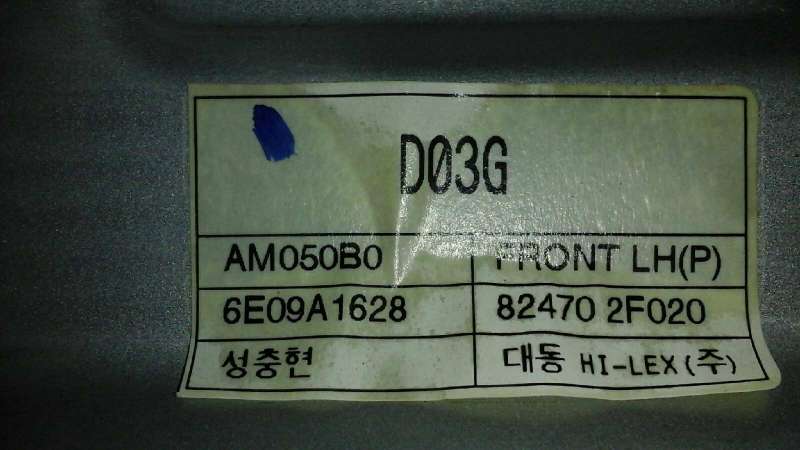 D03G
AM050B0
FRONT LH(P)
6E09A1628
82470 2F020
성충현
대동 HI-LEX(주)